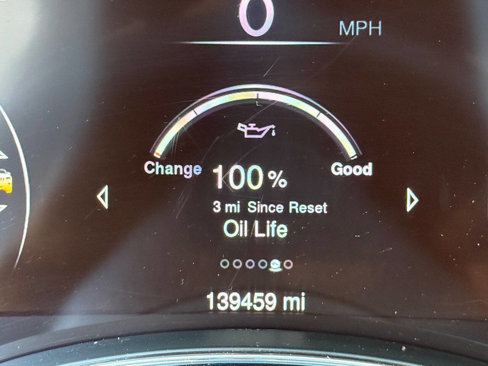 0 MPH
Change Good
100%
3 mi Since Reset
Oil Life
139459 mi